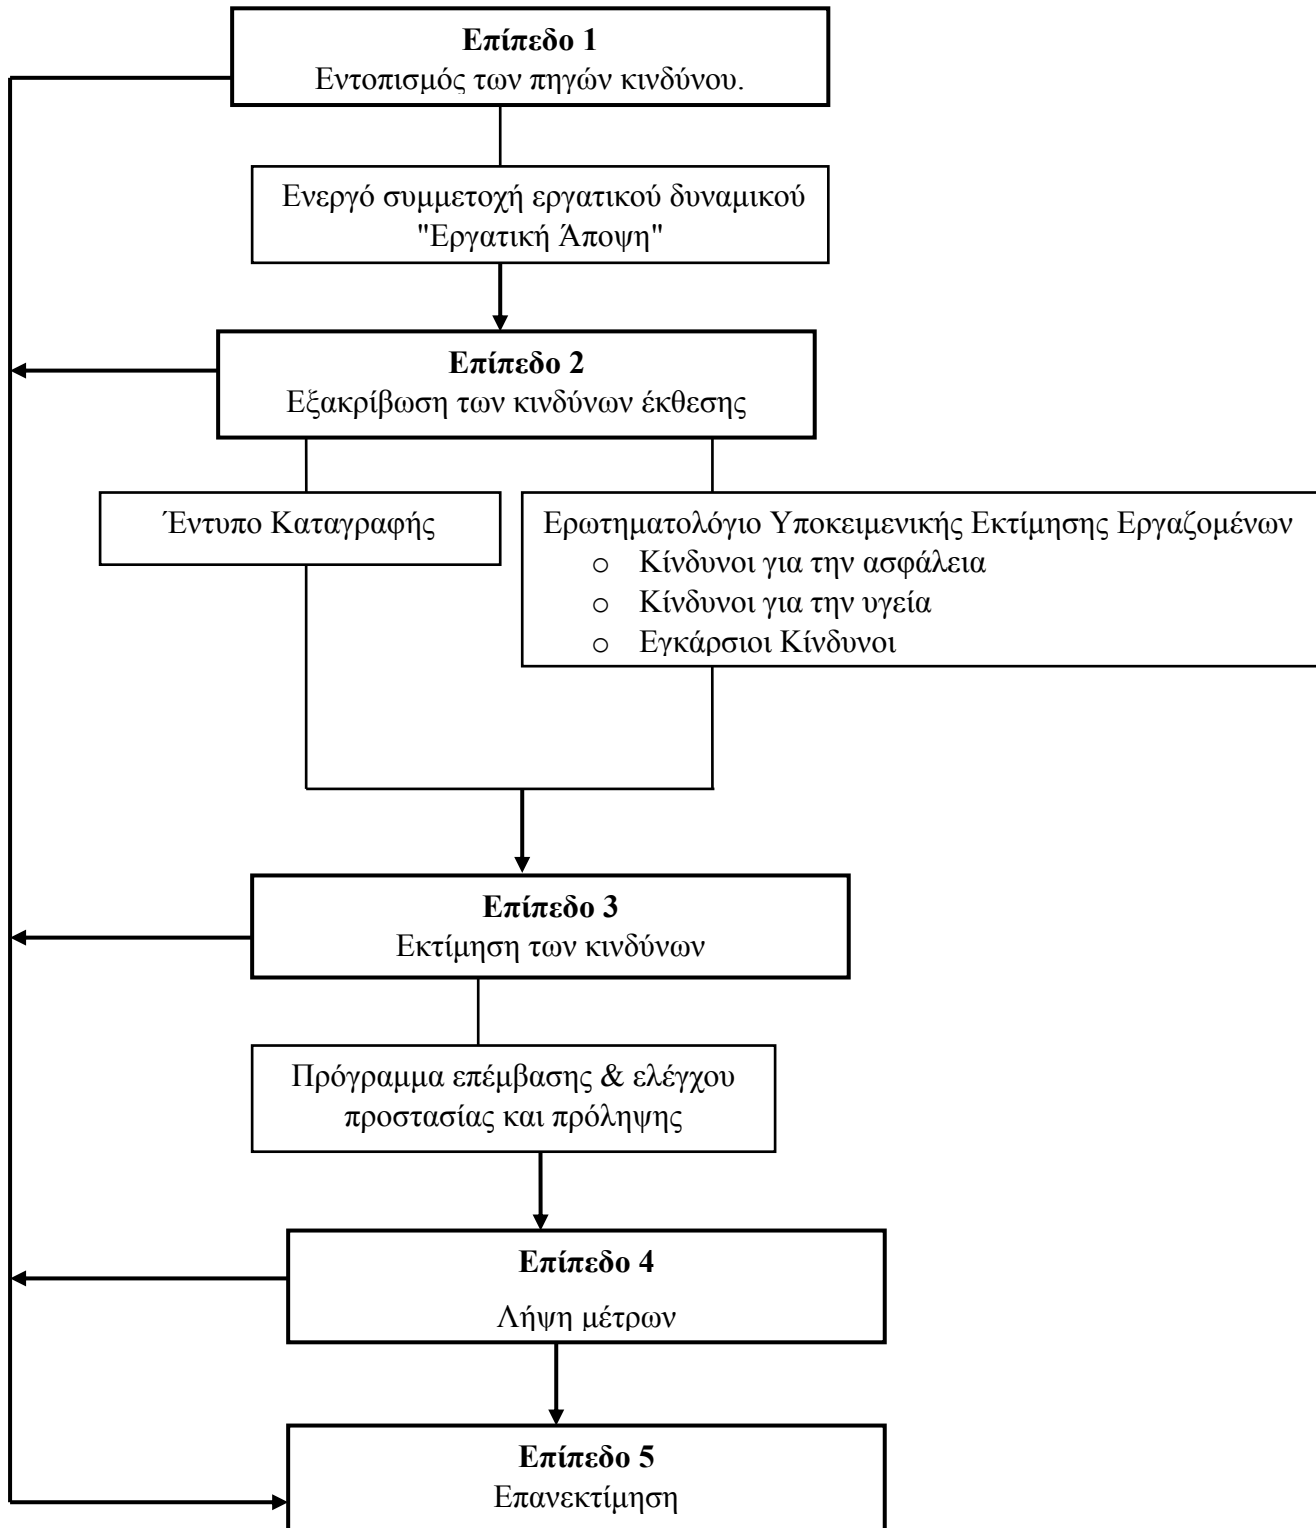 Επίπεδο 1
Εντοπισμός των πηγών κινδύνου.
Ενεργό συμμετοχή εργατικού δυναμικού
"Εργατική Άποψη"
Επίπεδο 2
Εξακρίβωση των κινδύνων έκθεσης
Έντυπο Καταγραφής
Ερωτηματολόγιο Υποκειμενικής Εκτίμησης Εργαζομένων
o Κίνδυνοι για την ασφάλεια
o Κίνδυνοι για την υγεία
o Εγκάρσιοι Κίνδυνοι
Επίπεδο 3
Εκτίμηση των κινδύνων
Πρόγραμμα επέμβασης & ελέγχου
προστασίας και πρόληψης
Επίπεδο 4
Λήψη μέτρων
Επίπεδο 5
Επανεκτίμηση